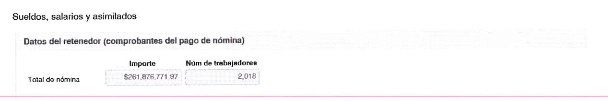 Sueldos, salarios y asimilados
Datos del retenedor (comprobantes del pago de nómina)
Importe Núm de trabajadores
Total de nómina $261,876,771.97 2,018